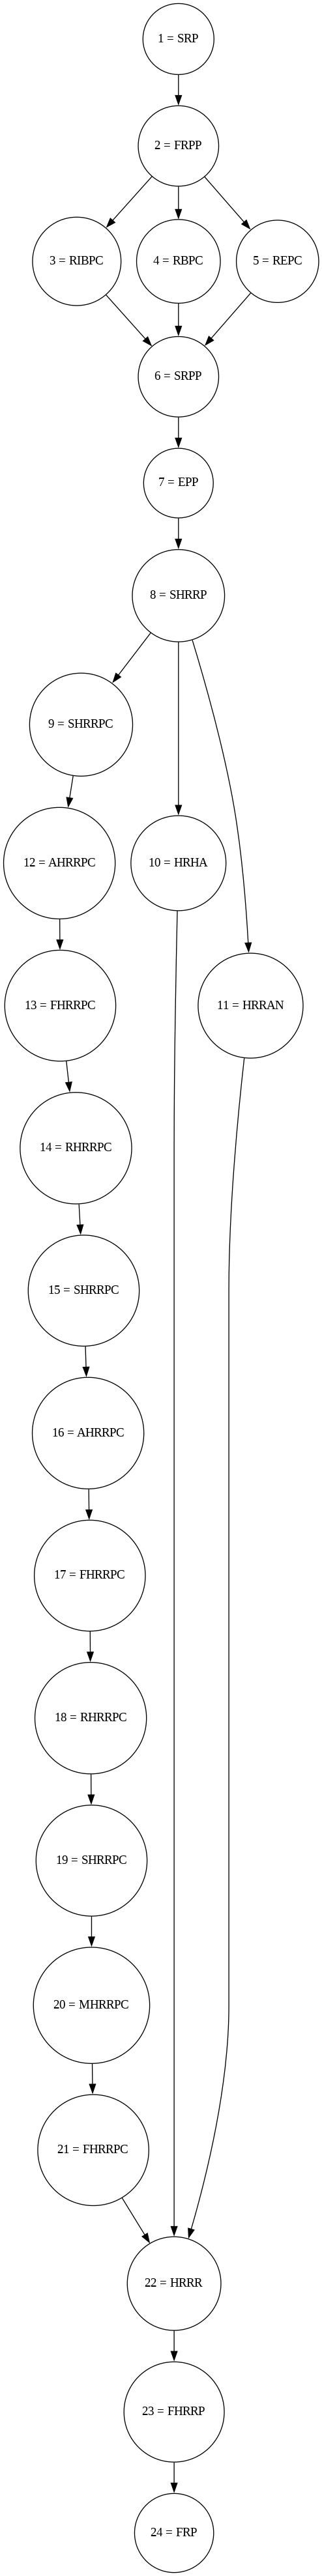 1 = SRP
2 = FRPP
3 = RIBPC
4 = RBPC
5 = REPC
6 = SRPP
7 = EPP
8 = SHRRP
9 = SHRRPC
10 = HRHA
12 = AHRRPC
11 = HRRAN
13 = FHRRPC
14 = RHRRPC
15 = SHRRPC
16 = AHRRPC
17 = FHRRPC
18 = RHRRPC
19 = SHRRPC
20 = MHRRPC
21 = FHRRPC
22 = HRRR
23 = FHRRP
24 = FRP